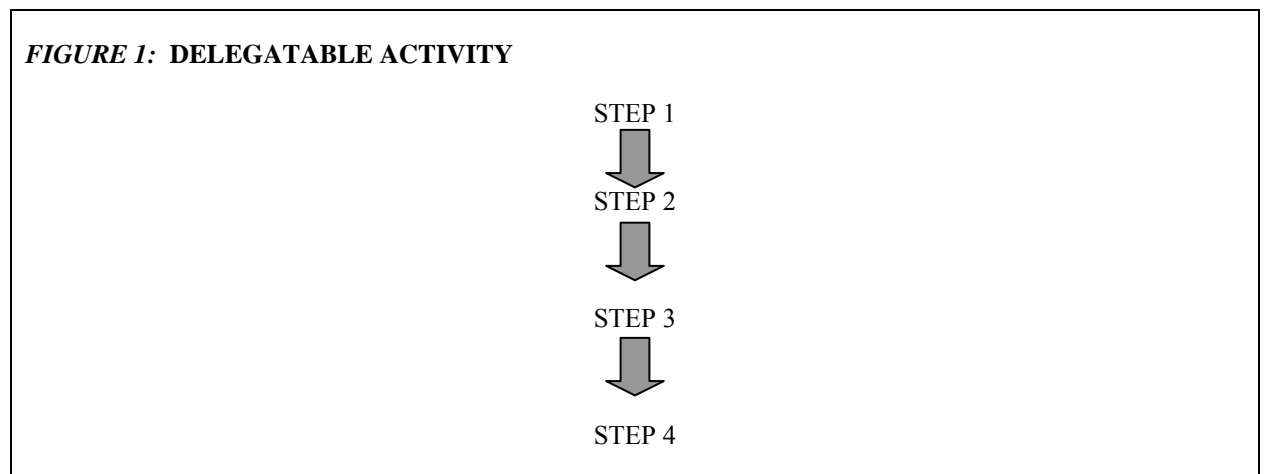 FIGURE 1: DELEGATABLE ACTIVITY
STEP 1
STEP 2
STEP 3
STEP 4